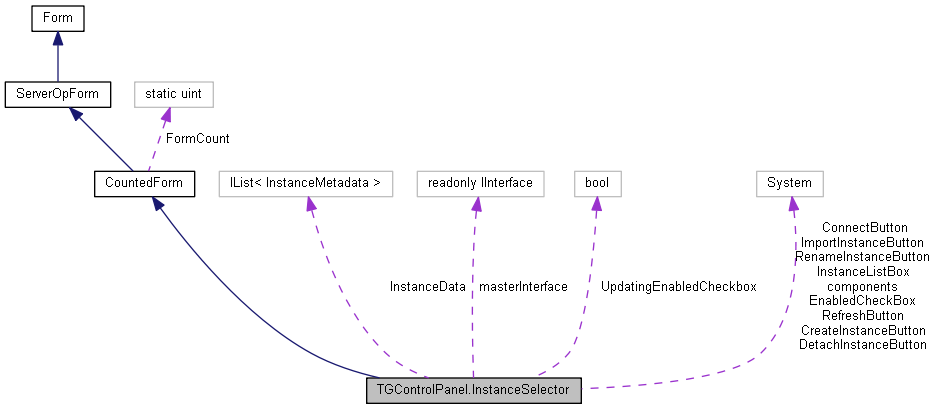 Form
ServerOpForm
static uint
FormCount
CountedForm
IList< InstanceMetadata >
readonly IInterface
bool
System
ConnectButton
ImportInstanceButton
RenameInstanceButton
InstanceListBox
components
EnabledCheckBox
RefreshButton
CreateInstanceButton
DetachInstanceButton
InstanceData
masterInterface
UpdatingEnabledCheckbox
TGControlPanel.InstanceSelector